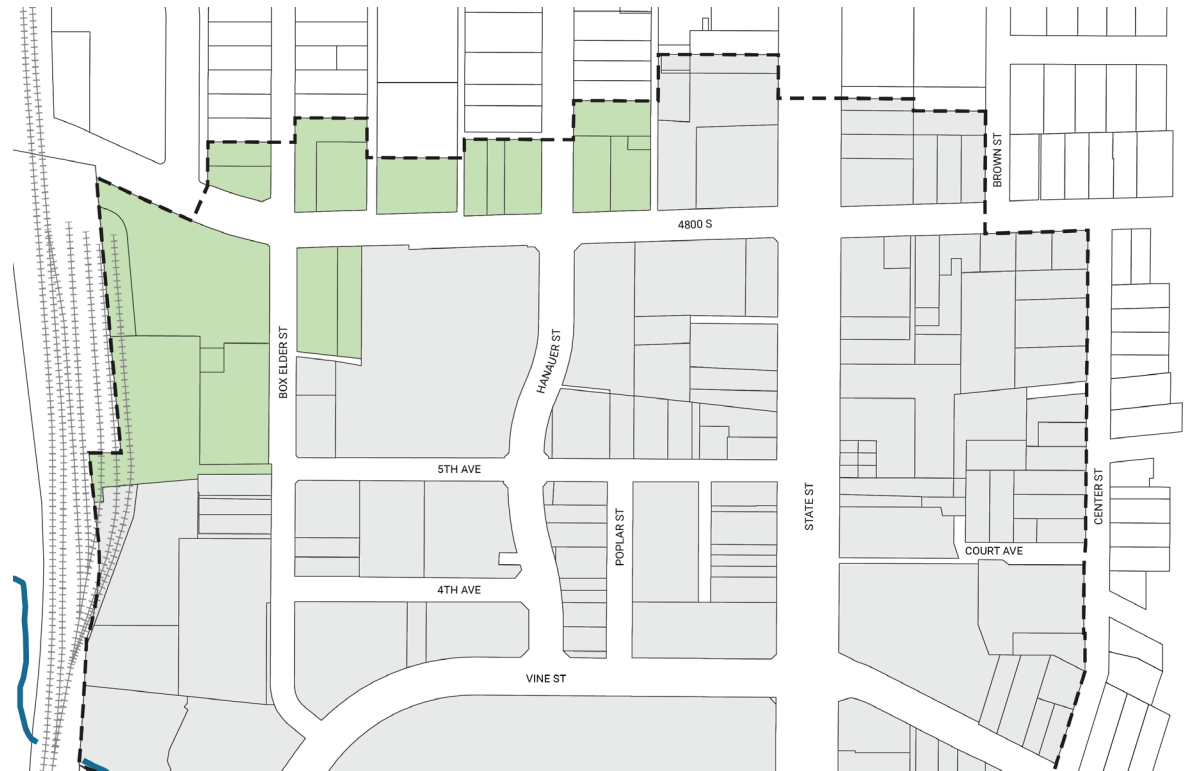 BROWN ST
4800 S
BOX ELDER ST
HANAUER ST
5TH AVE
STATE ST
CENTER ST
POPLAR ST
COURT AVE
4TH AVE
VINE ST